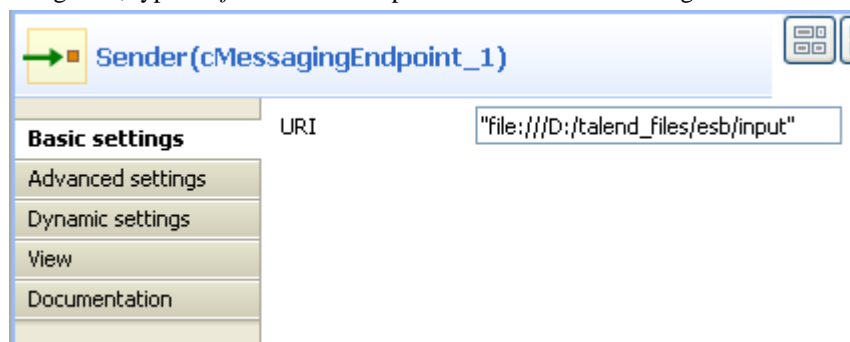 Sender(cMessagingEndpoint_1)
Basic settings
URI
"file:///D:/talend_files/esb/input"
Advanced settings
Dynamic settings
View
Documentation